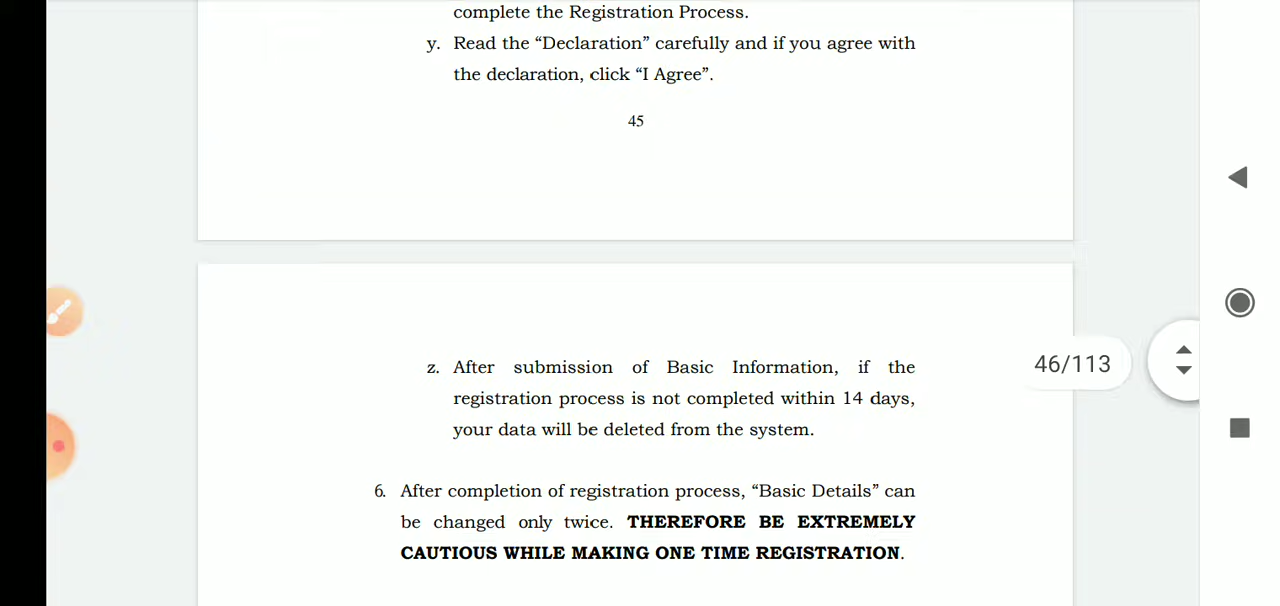 complete the Registration Process.
y. Read the “Declaration” carefully and if you agree with
the declaration, click “I Agree”.
45
z. After submission of Basic Information, if the
registration process is not completed within 14 days,
your data will be deleted from the system.
46/113
6. After completion of registration process, “Basic Details” can
be changed only twice. THEREFORE BE EXTREMELY
CAUTIOUS WHILE MAKING ONE TIME REGISTRATION.